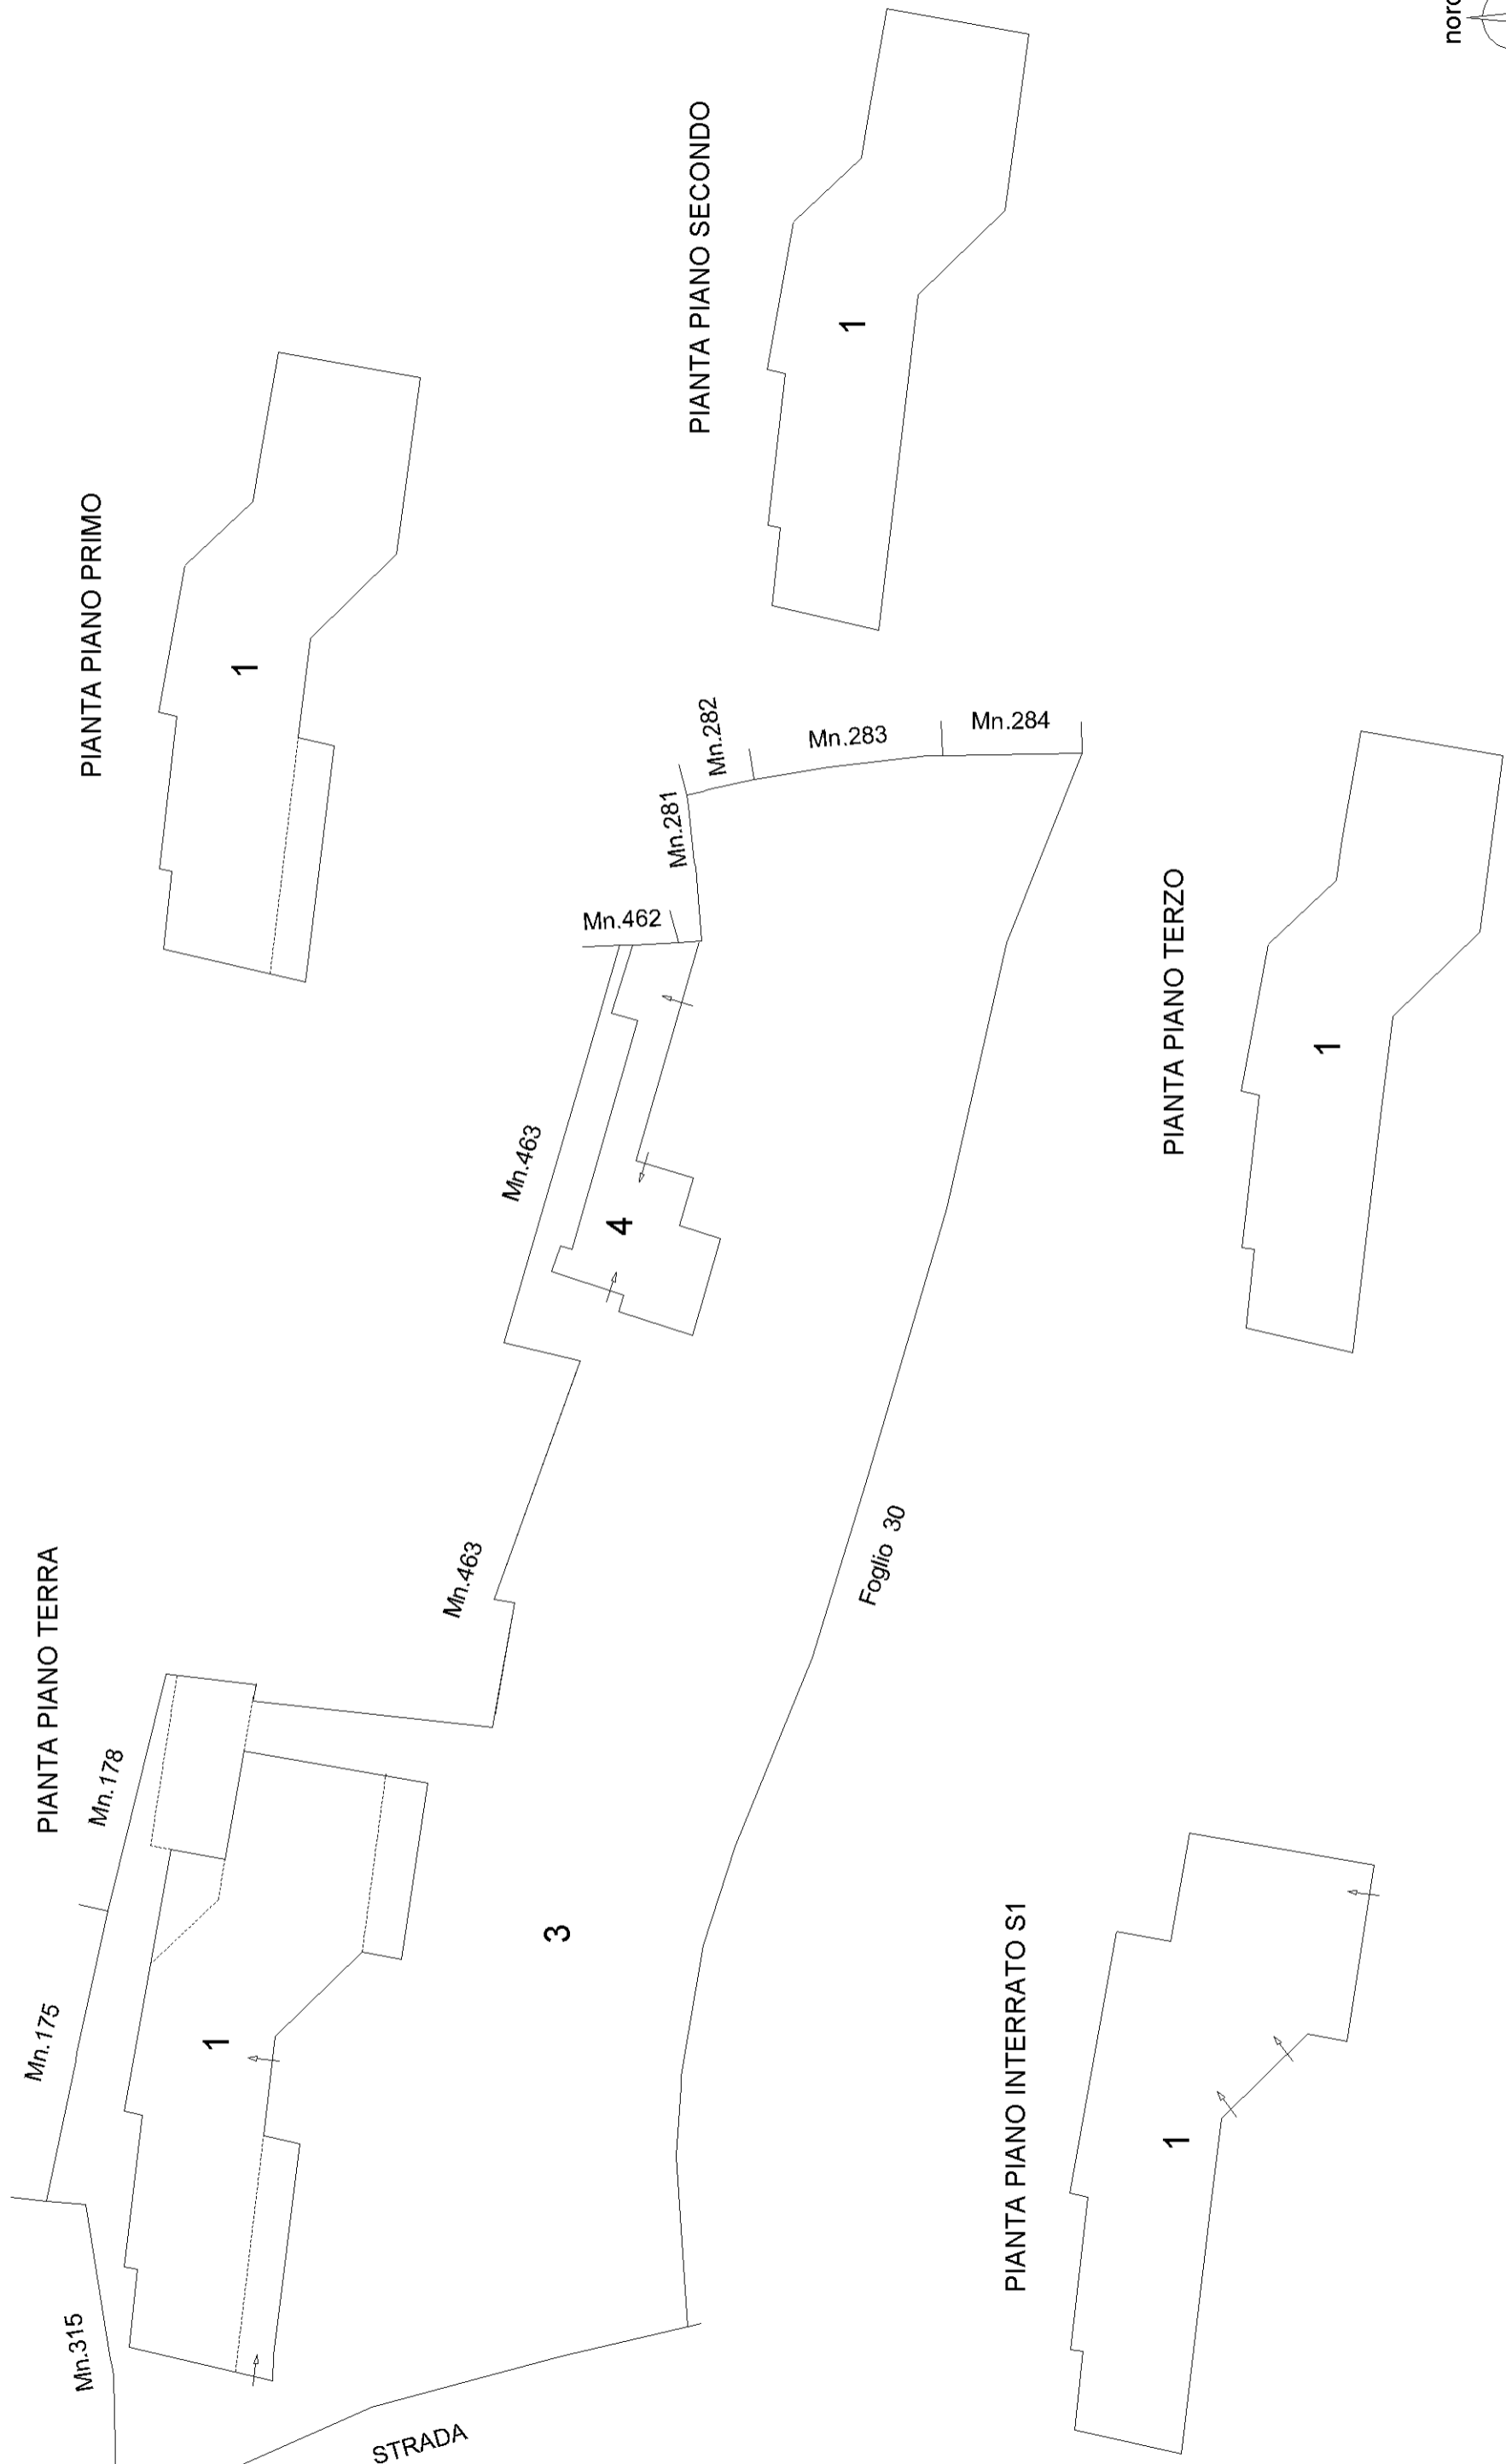 PIANTA PIANO TERRA
Mn.315
Mn.175
Mn.178
1
3
STRADA
Mn.463
Mn.463
4
Mn.462
Mn.281
Mn.282
Mn.283
Mn.284
Foglio 30
PIANTA PIANO PRIMO
1
PIANTA PIANO SECONDO
1
PIANTA PIANO INTERRATO S1
1
PIANTA PIANO TERZO
1